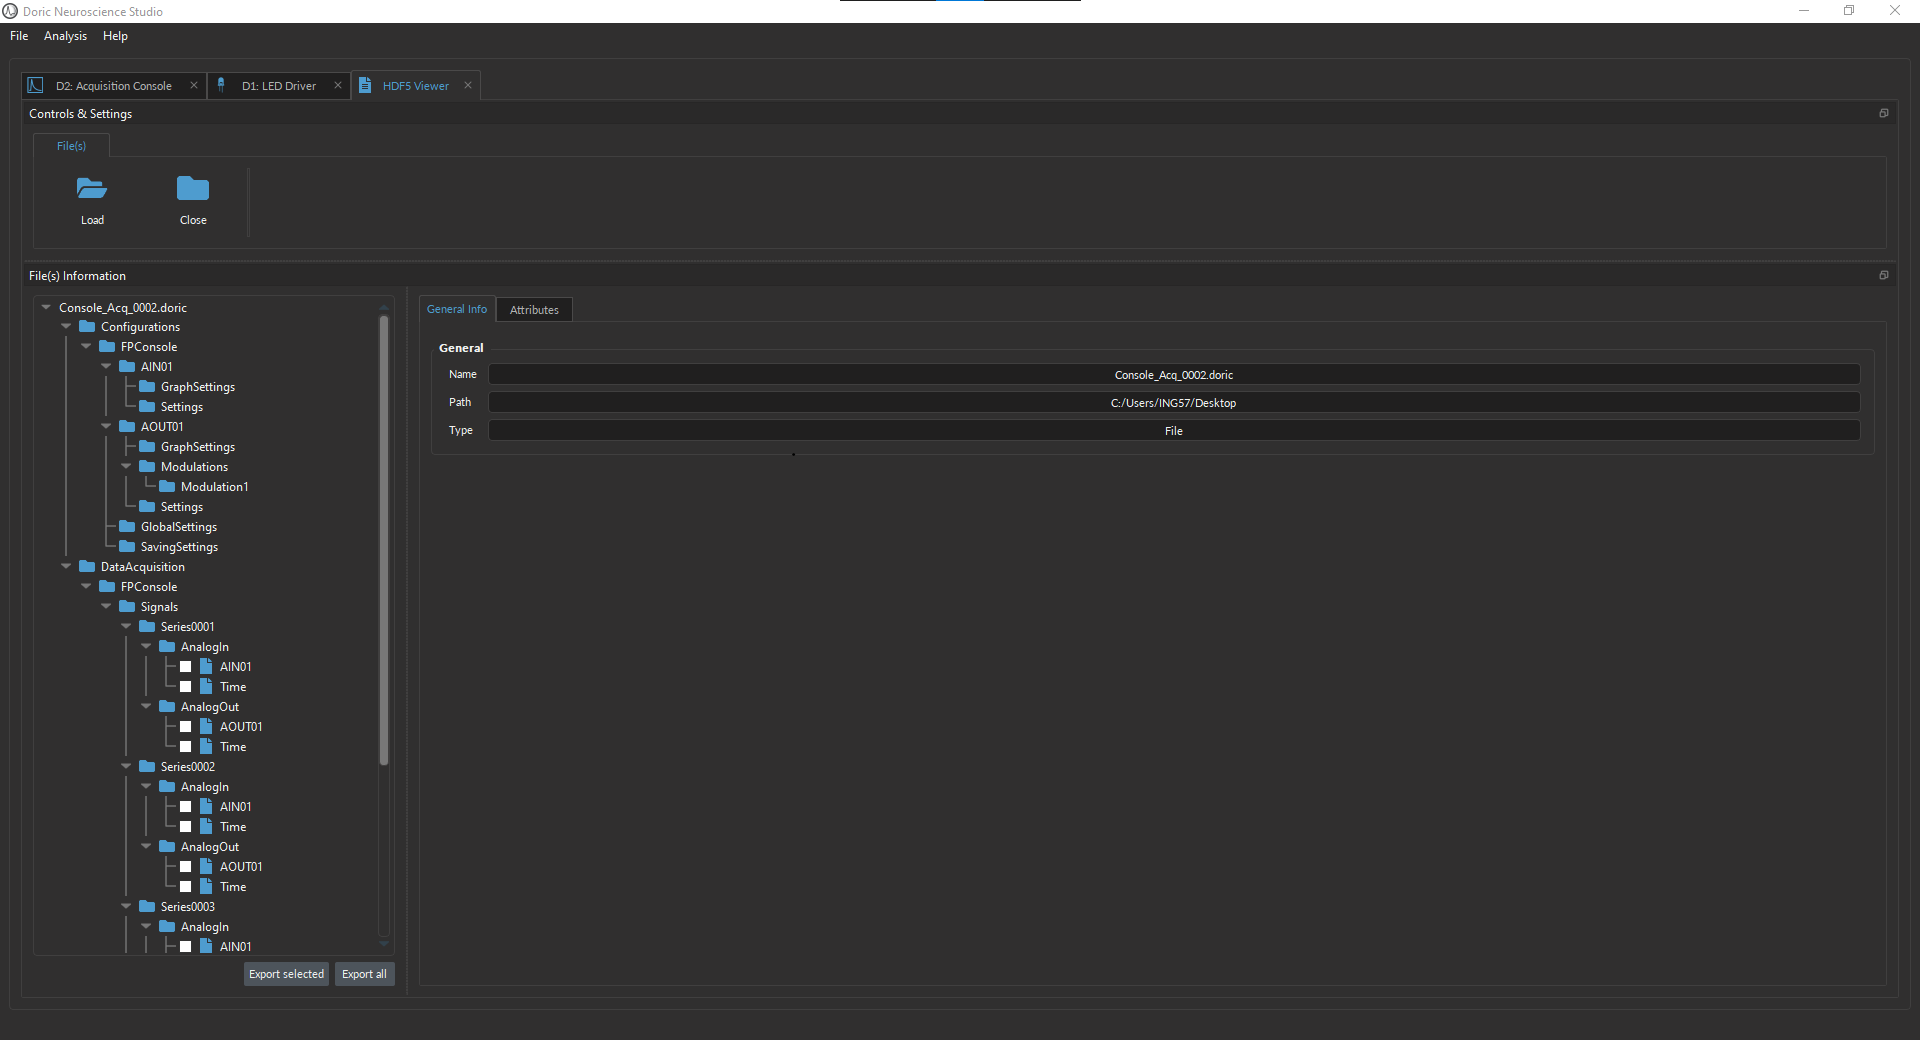 Doric Neuroscience Studio
File Analysis Help
D2: Acquisition Console D1: LED Driver HDF5 Viewer
Controls & Settings
File(s)
Load Close
File(s) Information
Console_Acq_0002.doric
Configurations
FPConsole
AIN01
GraphSettings
Settings
AOUT01
GraphSettings
Modulations
Modulation1
Settings
GlobalSettings
SavingSettings
DataAcquisition
FPConsole
Signals
Series0001
AnalogIn
AIN01
Time
AnalogOut
AOUT01
Time
Series0002
AnalogIn
AIN01
Time
AnalogOut
AOUT01
Time
Series0003
AnalogIn
AIN01
Export selected Export all
General Info Attributes
General
Name Console_Acq_0002.doric
Path C:/Users/ING57/Desktop
Type File